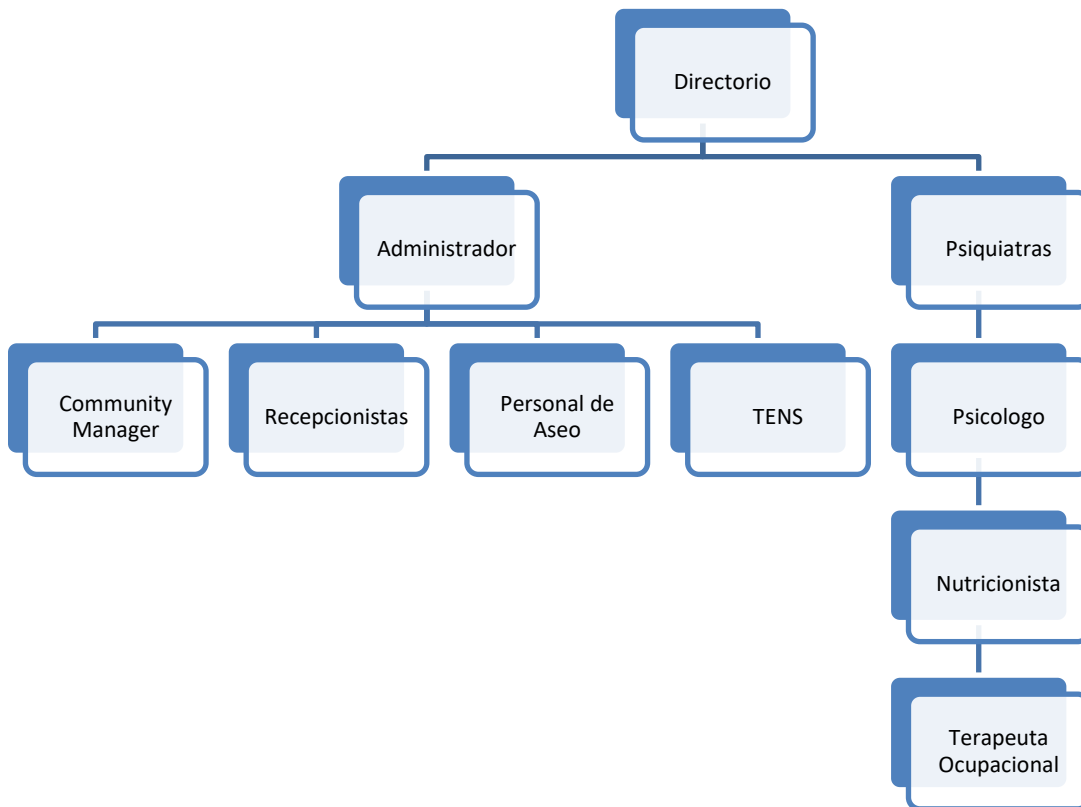 Directorio
Administrador
Psiquiatras
Community
Manager
Recepcionistas
Personal de
Aseo
TENS
Psicologo
Nutricionista
Terapeuta
Ocupacional